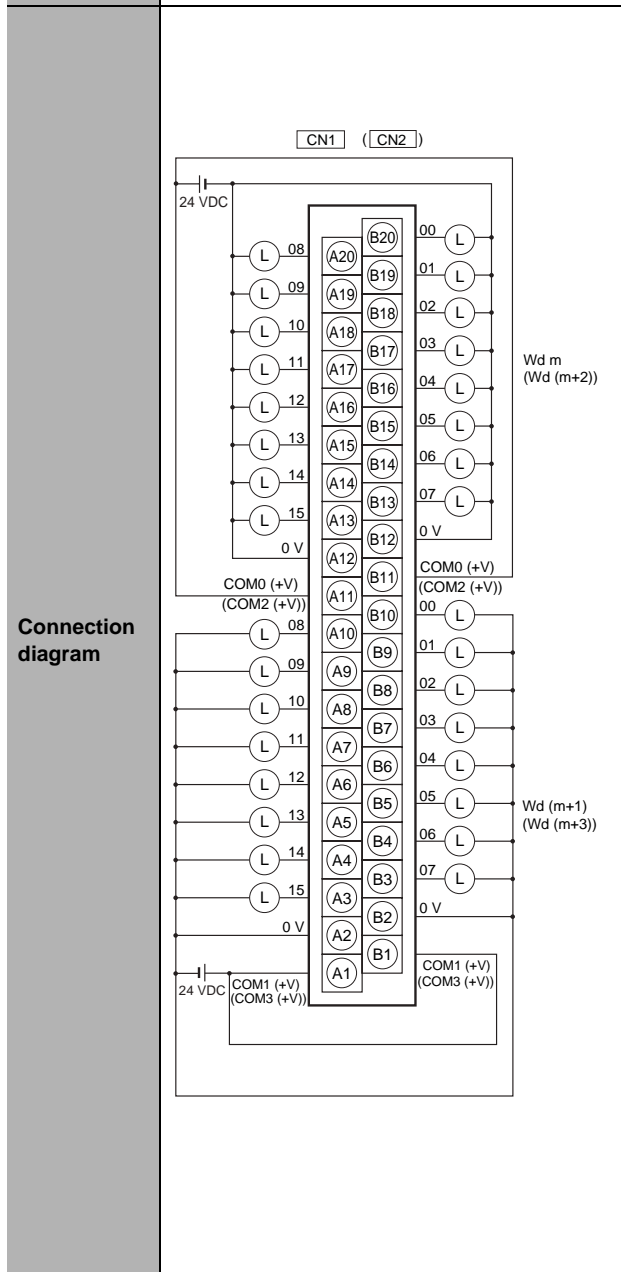 Connection
diagram
CN1 (CN2)
24 VDC
L 08 A20 B20 00 L
L 09 A19 B19 01 L
L 10 A18 B18 02 L
L 11 A17 B17 03 L
L 12 A16 B16 04 L
L 13 A15 B15 05 L
L 14 A14 B14 06 L
L 15 A13 B13 07 L
0 V A12 B12 0 V
COM0 (+V) A11 B11 COM0 (+V)
(COM2 (+V)) (COM2 (+V))
Wd m
(Wd (m+2))
L 08 A10 B10 00 L
L 09 A9 B9 01 L
L 10 A8 B8 02 L
L 11 A7 B7 03 L
L 12 A6 B6 04 L
L 13 A5 B5 05 L
L 14 A4 B4 06 L
L 15 A3 B3 07 L
0 V A2 B2 0 V
24 VDC COM1 (+V) A1 B1 COM1 (+V)
(COM3 (+V)) (COM3 (+V))
Wd (m+1)
(Wd (m+3))